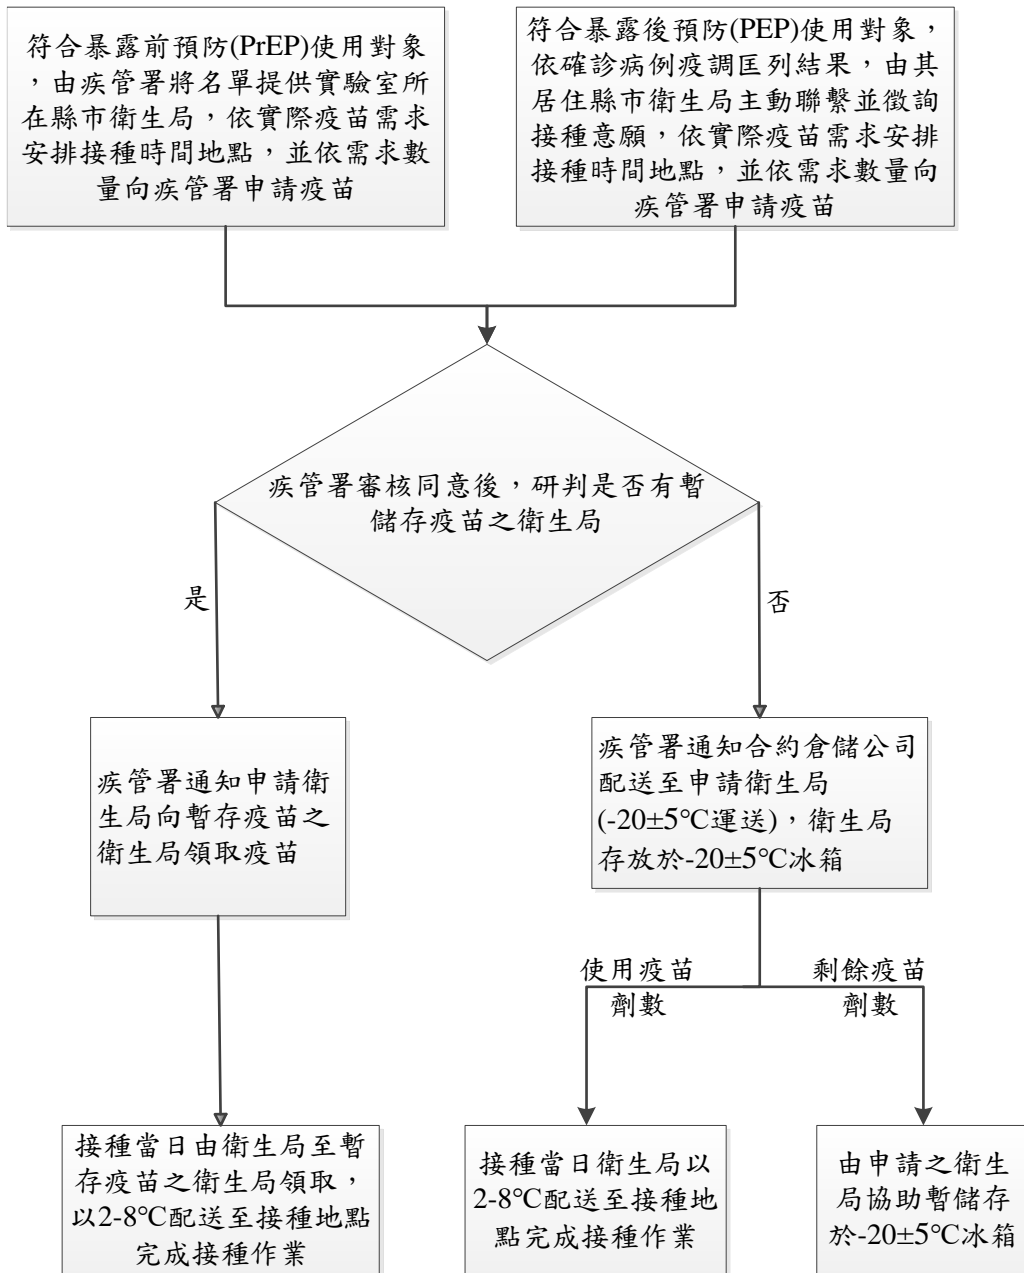 符合暴露前預防(PrEP)使用對象
，由疾管署將名單提供實驗室所
在縣市衛生局，依實際疫苗需求
安排接種時間地點，並依需求數
量向疾管署申請疫苗
符合暴露後預防(PEP)使用對象，
依確診病例疫調匡列結果，由其
居住縣市衛生局主動聯繫並徵詢
接種意願，依實際疫苗需求安排
接種時間地點，並依需求數量向
疾管署申請疫苗
疾管署審核同意後，研判是否有暫
儲存疫苗之衛生局
是
否
疾管署通知申請衛
生局向暫存疫苗之
衛生局領取疫苗
疾管署通知合約倉儲公司
配送至申請衛生局
(-20±5°C運送)，衛生局
存放於-20±5°C冰箱
使用疫苗
劑數
剩餘疫苗
劑數
接種當日由衛生局至暫
存疫苗之衛生局領取，
以2-8°C配送至接種地點
完成接種作業
接種當日衛生局以
2-8°C配送至接種地
點完成接種作業
由申請之衛生
局協助暫儲存
於-20±5°C冰箱